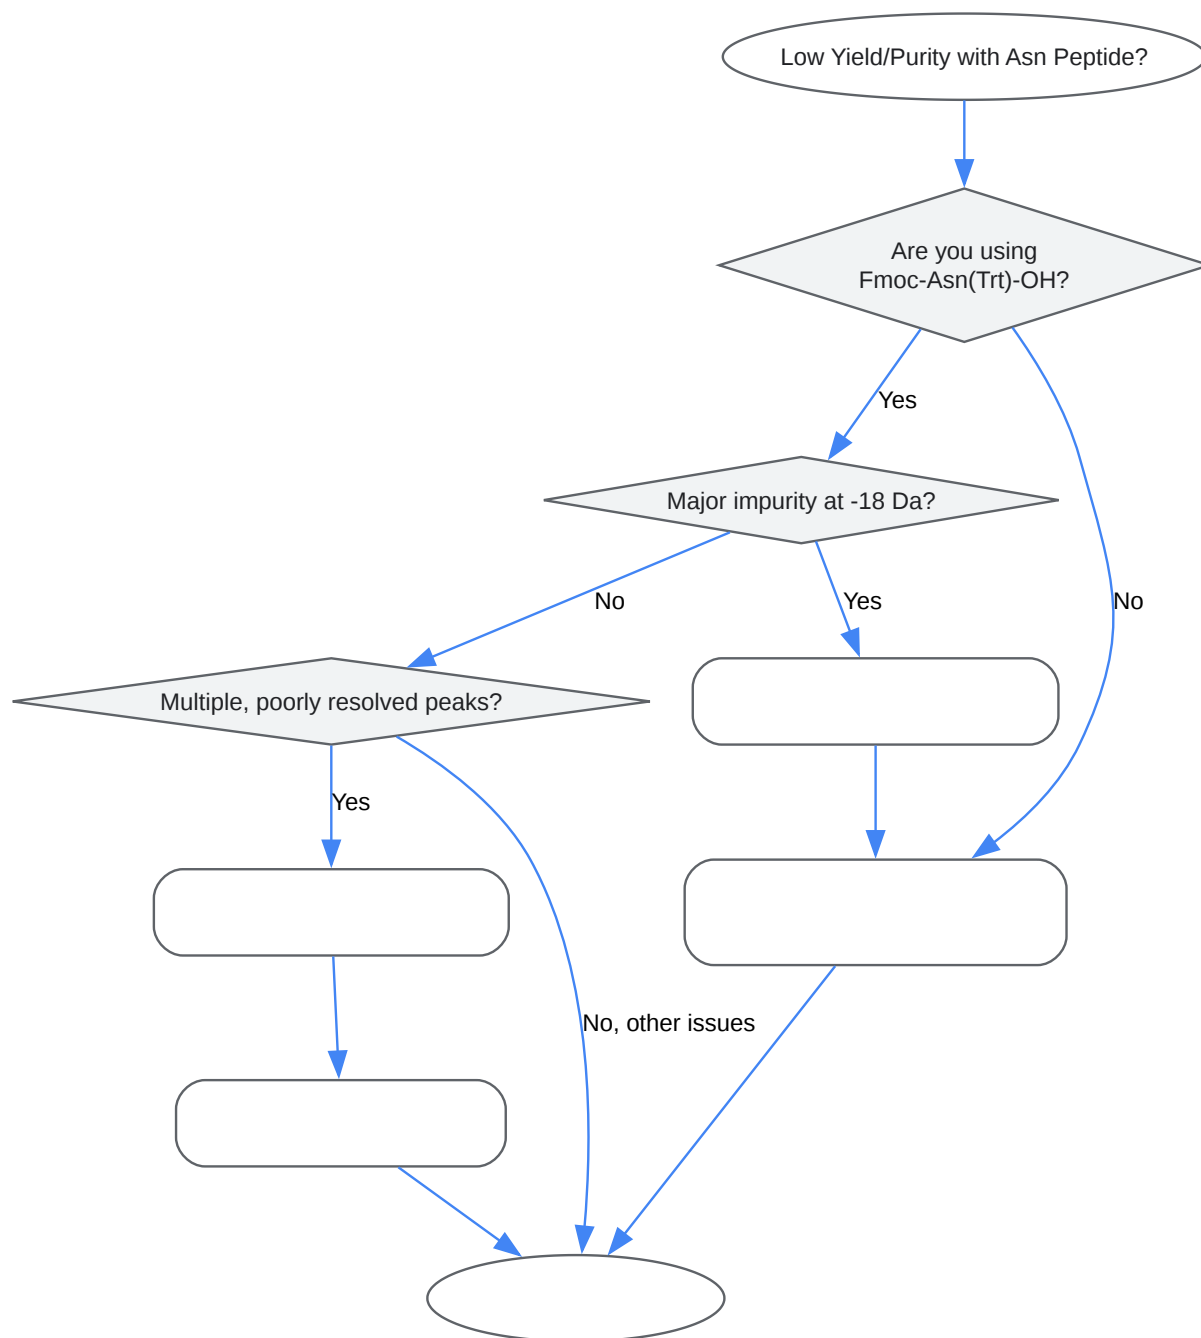 Low Yield/Purity with Asn Peptide?
Are you using
Fmoc-Asn(Trt)-OH?
Yes
Major impurity at -18 Da?
No
Yes
No
Multiple, poorly resolved peaks?
Yes
No, other issues